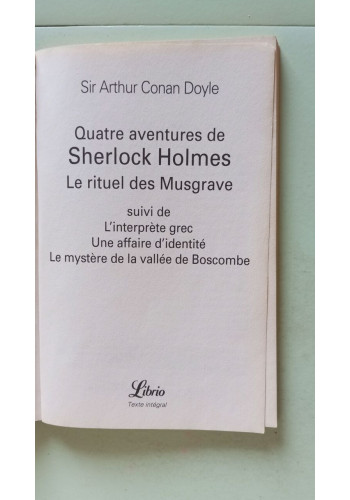 Sir Arthur Conan Doyle
Quatre aventures de
Sherlock Holmes
Le rituel des Musgrave
suivi de
L'interprète grec
Une affaire d'identité
Le mystère de la vallée de Boscombe
Librio
Texte intégral